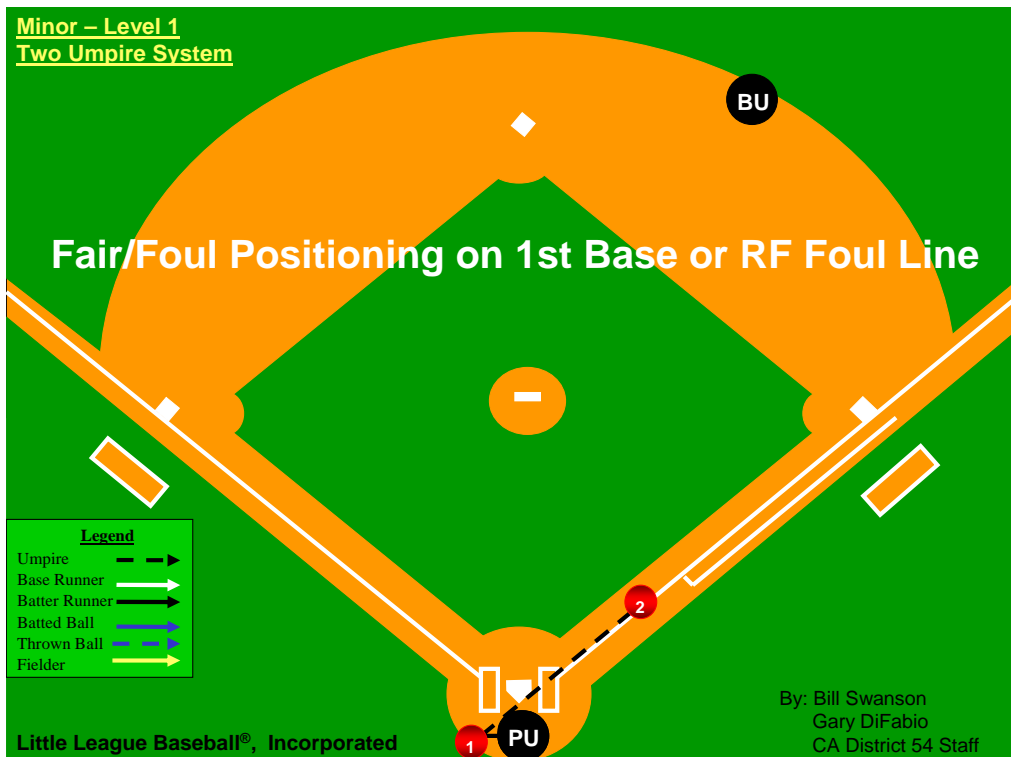 Minor – Level 1
Two Umpire System
BU
Fair/Foul Positioning on 1st Base or RF Foul Line
Legend
Umpire
Base Runner
Batter Runner
Batted Ball
Thrown Ball
Fielder
2
1
PU
By: Bill Swanson
Gary DiFabio
CA District 54 Staff
Little League Baseball®, Incorporated